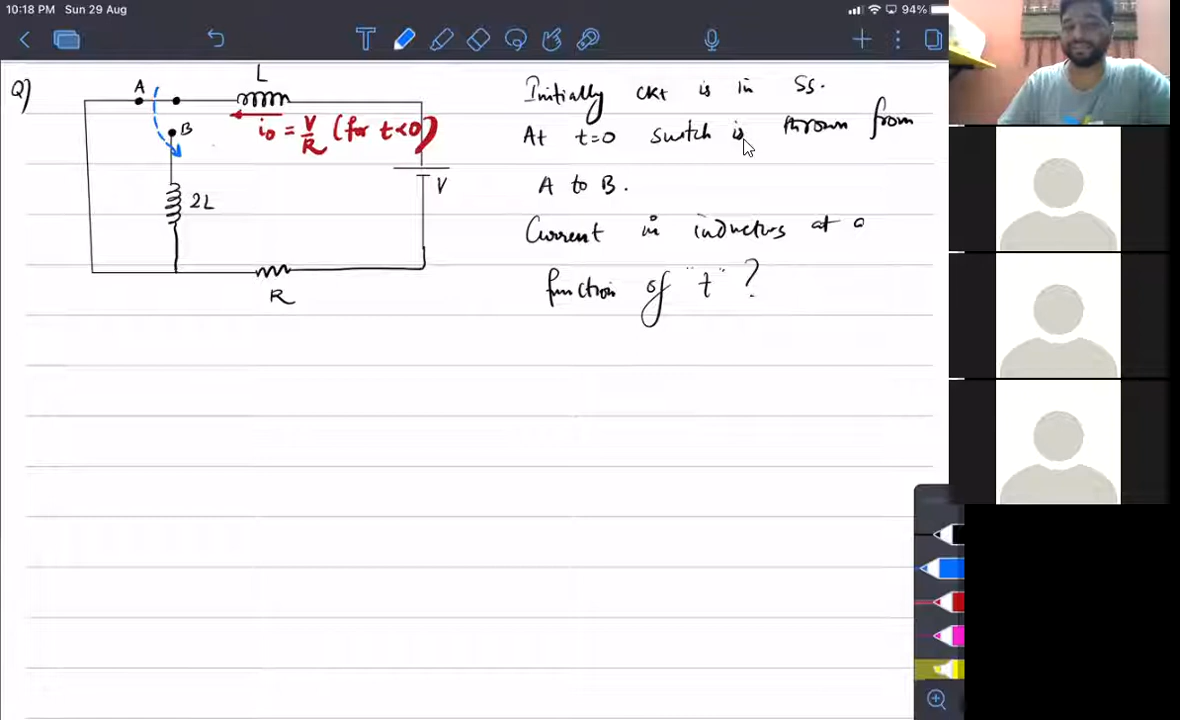 10:18 PM Sun 29 Aug
94%
T
Q)
A
B
L
i₀ = V/R (for t<0)
V
2L
R
Initially ckt is in SS.
At t=0 switch is thrown from
A to B.
Current in inductors at a
function of "t" ?